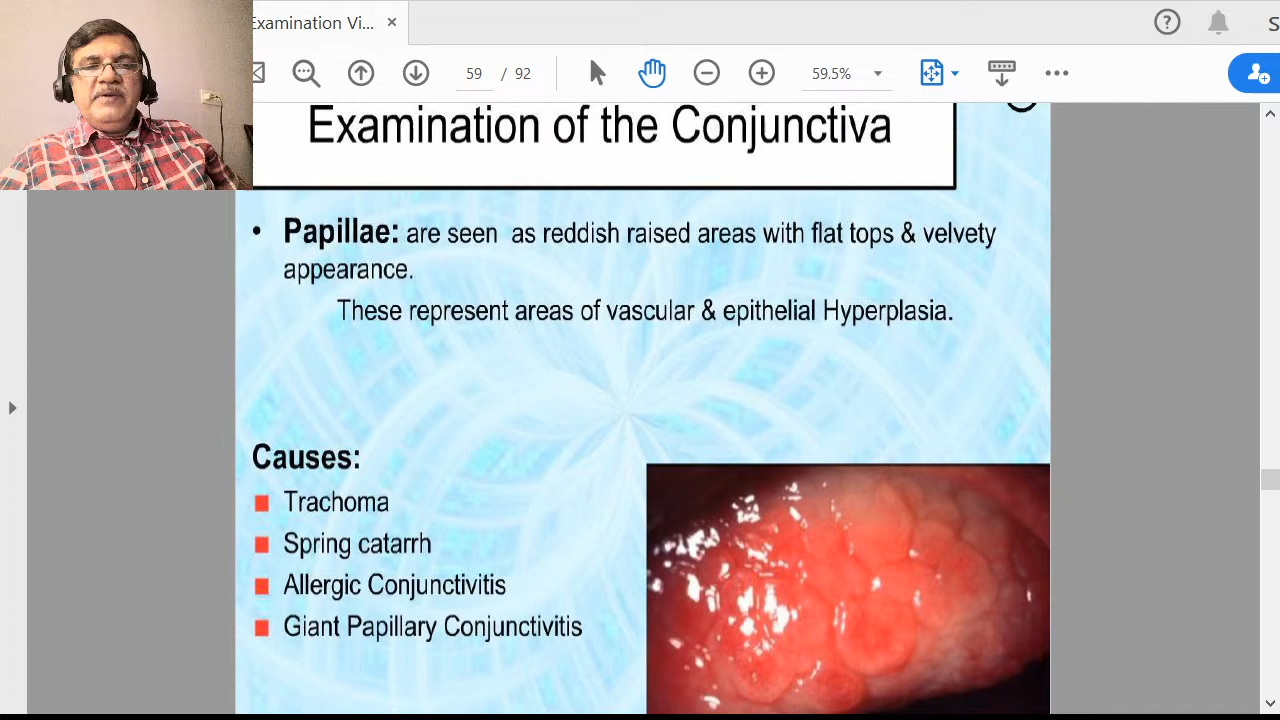 Examination Vi...
59 / 92
59.5%
S
Examination of the Conjunctiva
• Papillae: are seen as reddish raised areas with flat tops & velvety
appearance.
These represent areas of vascular & epithelial Hyperplasia.
Causes:
Trachoma
Spring catarrh
Allergic Conjunctivitis
Giant Papillary Conjunctivitis